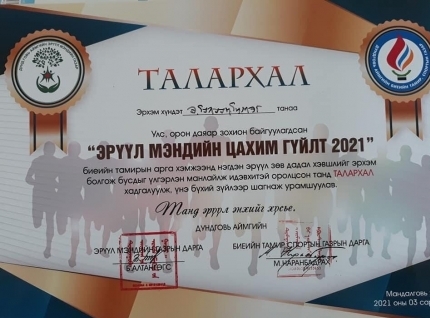 ТАЛАРХАЛ
Эрхэм хүндэт танаа
Улс, орон даяар зохион байгуулагдсан
"ЭРҮҮЛ МЭНДИЙН ЦАХИМ ГҮЙЛТ 2021"
биеийн тамирын арга хэмжээнд нэгдэн эрүүл зөв дадал хэвшлийг эрхэм
болгож бусдыг үлгэрлэн манлайлж идэвхитэй оролцсон танд ТАЛАРХАЛ
хадгалуулж, үнэ бүхий зүйлээр шагнаж урамшуулав.
Танд эрүүл энхийг хүсье.
ДУНДГОВЬ АЙМГИЙН
ЭРҮҮЛ МЭНДИЙН ГАЗРЫН ДАРГА БИЕИЙН ТАМИР СПОРТЫН ГАЗРЫН ДАРГА
М.НАРАНБАДРАХ
Мандалговь
2021 оны 03 сар